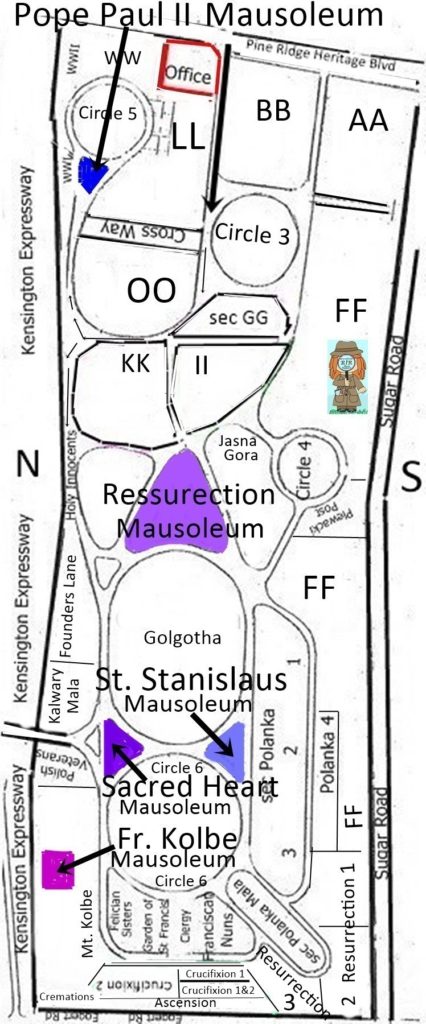 Pope Paul II Mausoleum
Pine Ridge Heritage Blvd
WWII
WW
Office
BB
AA
Circle 5
LL
WWI
Kensington Expressway
Cross Way
Circle 3
OO
FF
sec GG
Sugar Road
KK
II
N
S
Jasna
Gora
Circle 4
Holy Innocents
Ressurection
Mausoleum
Post
Plewacki
Kensington Expressway
FF
Founders Lane
Golgotha
Kalwary
Mala
St. Stanislaus
Mausoleum
1
sec Polanka
2
3
Polanka 4
Polish
Veterans
Circle 6
Sacred Heart
Mausoleum
Kensington Expressway
FF
Sugar Road
Fr. Kolbe
Mausoleum
Circle 6
Mt. Kolbe
Felician
Sisters
Garden of
St Francis
Clergy
Franciscan
Nuns
sec Polanka Mala
Resurrection 1
Resurrection
3
2
Crucifixion 2
Crucifixion 1
Crucifixion 1&2
Cremations
Ascension
Eggert Rd
Eggert Rd